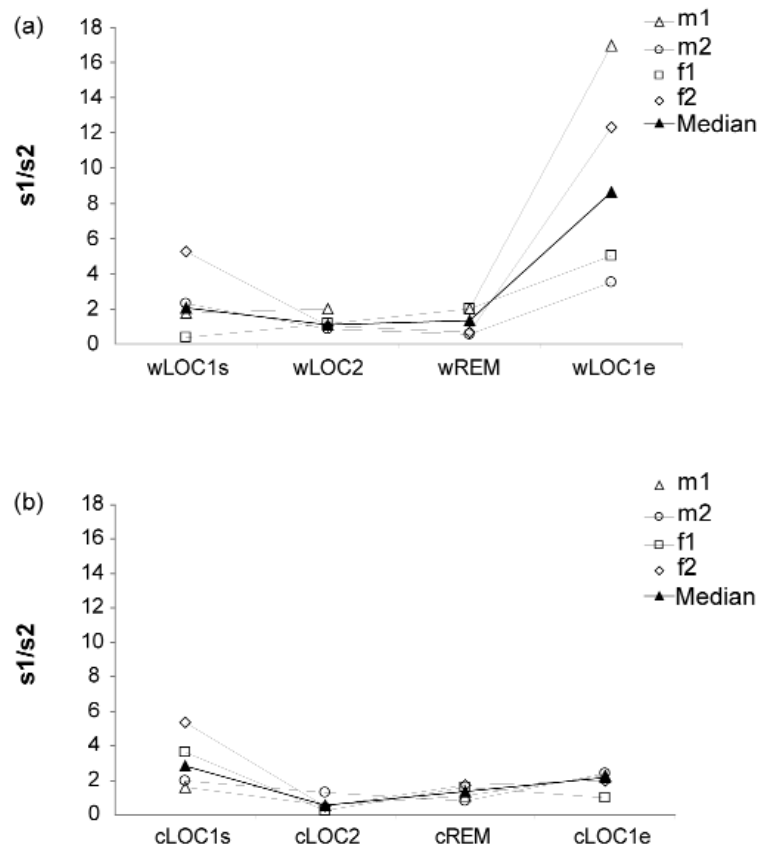 (a)
18
16
14
12
10
8
6
4
2
0
s1/s2
wLOC1s wLOC2 wREM wLOC1e
m1
m2
f1
f2
Median
(b)
18
16
14
12
10
8
6
4
2
0
s1/s2
cLOC1s cLOC2 cREM cLOC1e
m1
m2
f1
f2
Median